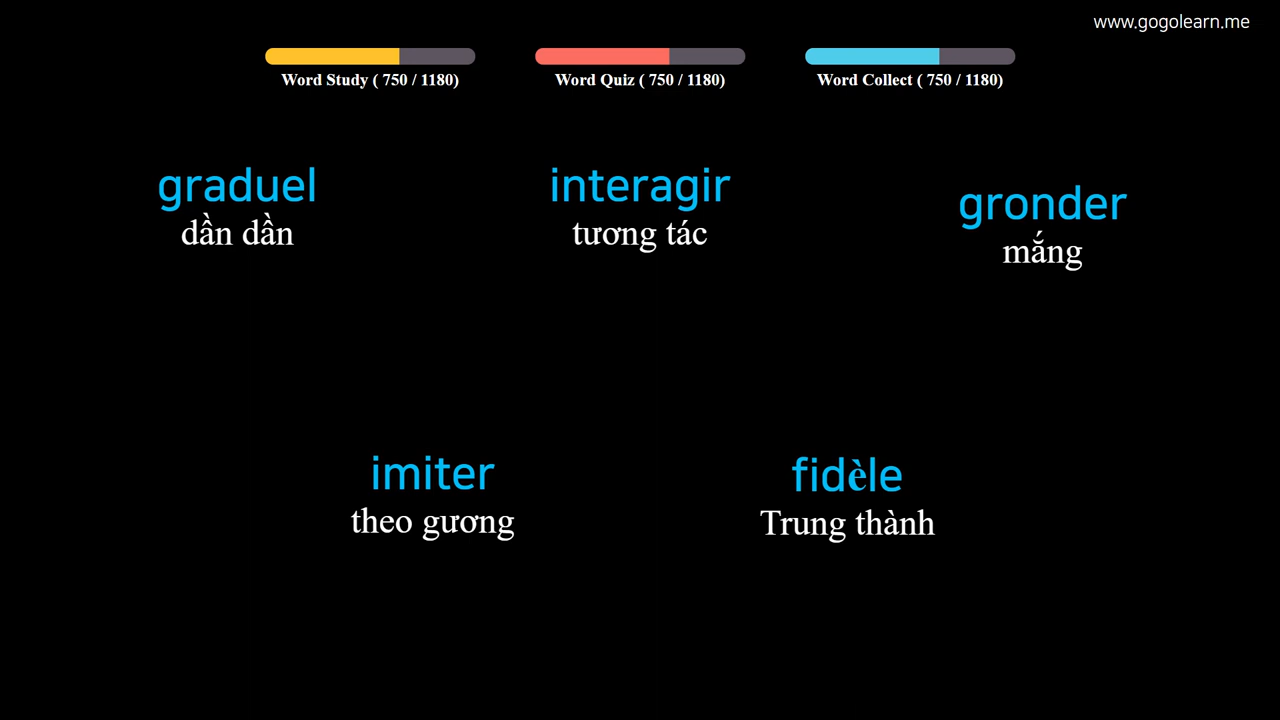 www.gogolearn.me
Word Study ( 750 / 1180)
Word Quiz ( 750 / 1180)
Word Collect ( 750 / 1180)
graduel
dần dần
interagir
tương tác
gronder
mắng
imiter
theo gương
fidèle
Trung thành